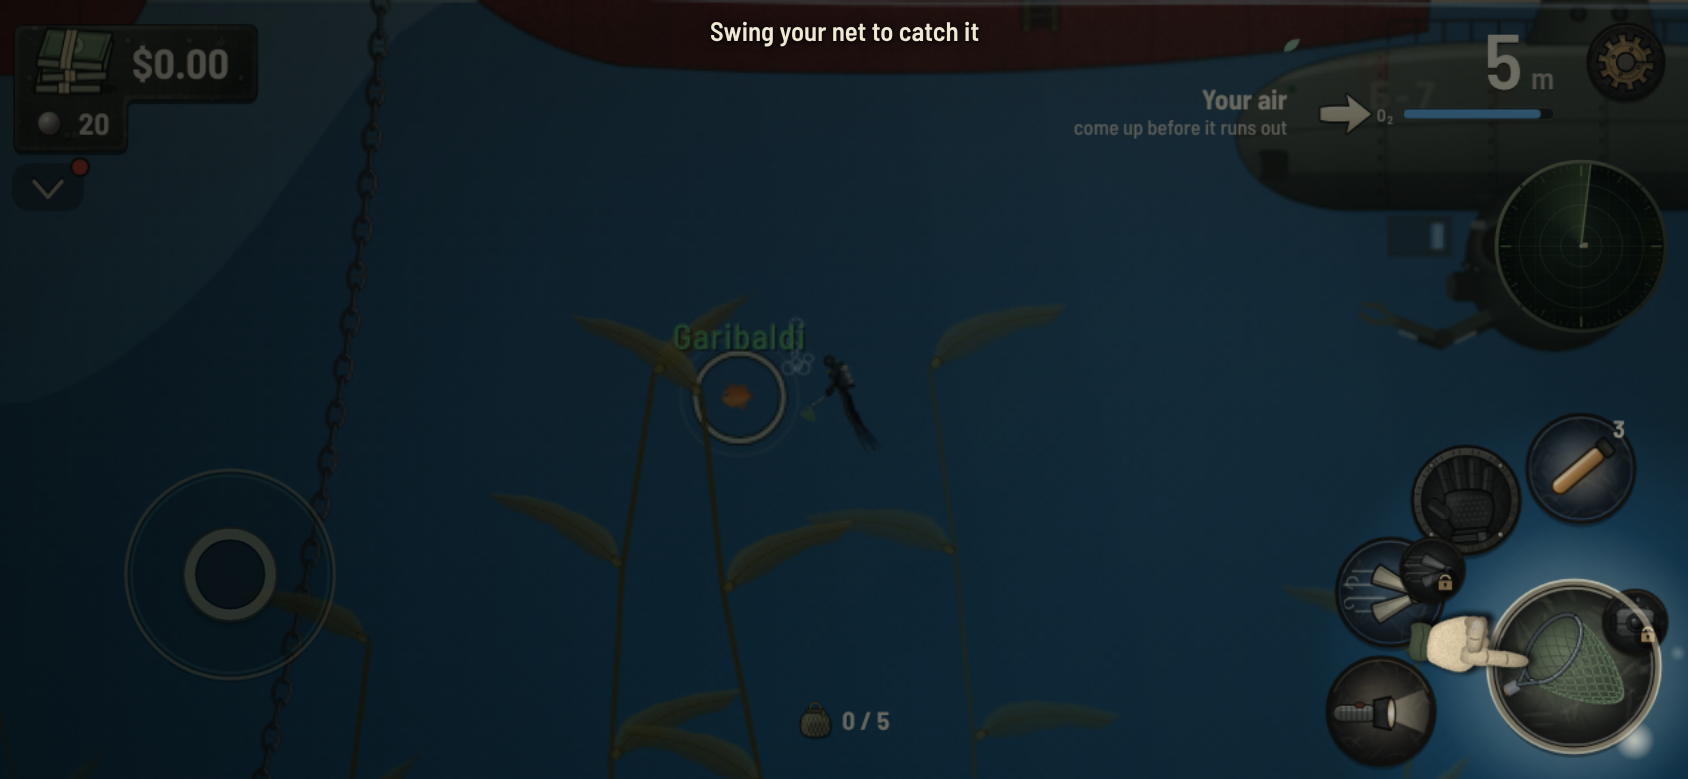 Swing your net to catch it
$0.00
20
5 m
Your air
come up before it runs out
O₂
Garibaldi
3
0 / 5